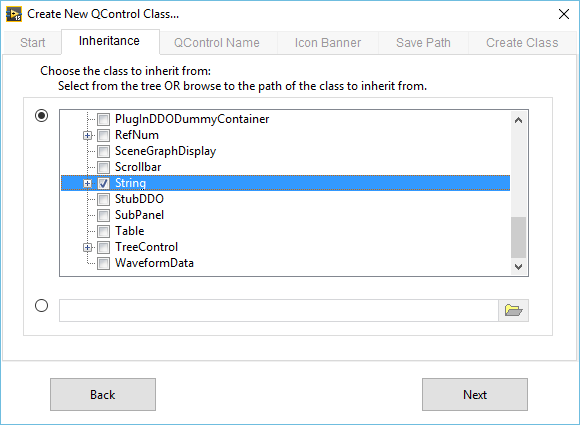 Create New QControl Class...
Start Inheritance QControl Name Icon Banner Save Path Create Class
Choose the class to inherit from:
Select from the tree OR browse to the path of the class to inherit from.
PlugInDDODummyContainer
RefNum
SceneGraphDisplay
Scrollbar
String
StubDDO
SubPanel
Table
TreeControl
WaveformData
Back Next